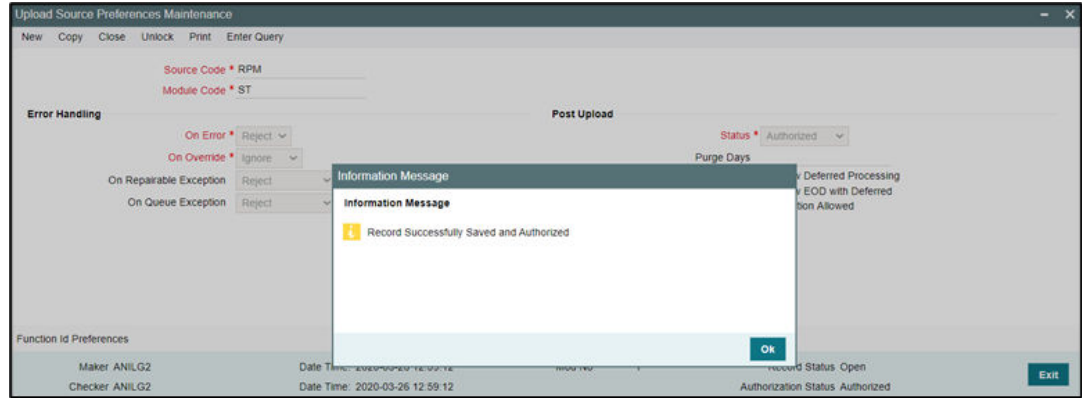 Upload Source Preferences Maintenance
New Copy Close Unlock Print Enter Query
Source Code * RPM
Module Code * ST
Error Handling Post Upload
On Error * Reject Status * Authorized
On Override * Ignore Purge Days
On Repairable Exception Reject Information Message Deferred Processing
On Queue Exception Reject Information Message EOD with Deferred
Allowed
i Record Successfully Saved and Authorized
Function Id Preferences
Ok
Maker ANILG2 Date Record Status Open
Exit
Checker ANILG2 Date Time: 2020-03-26 12:59:12 Authorization Status Authorized